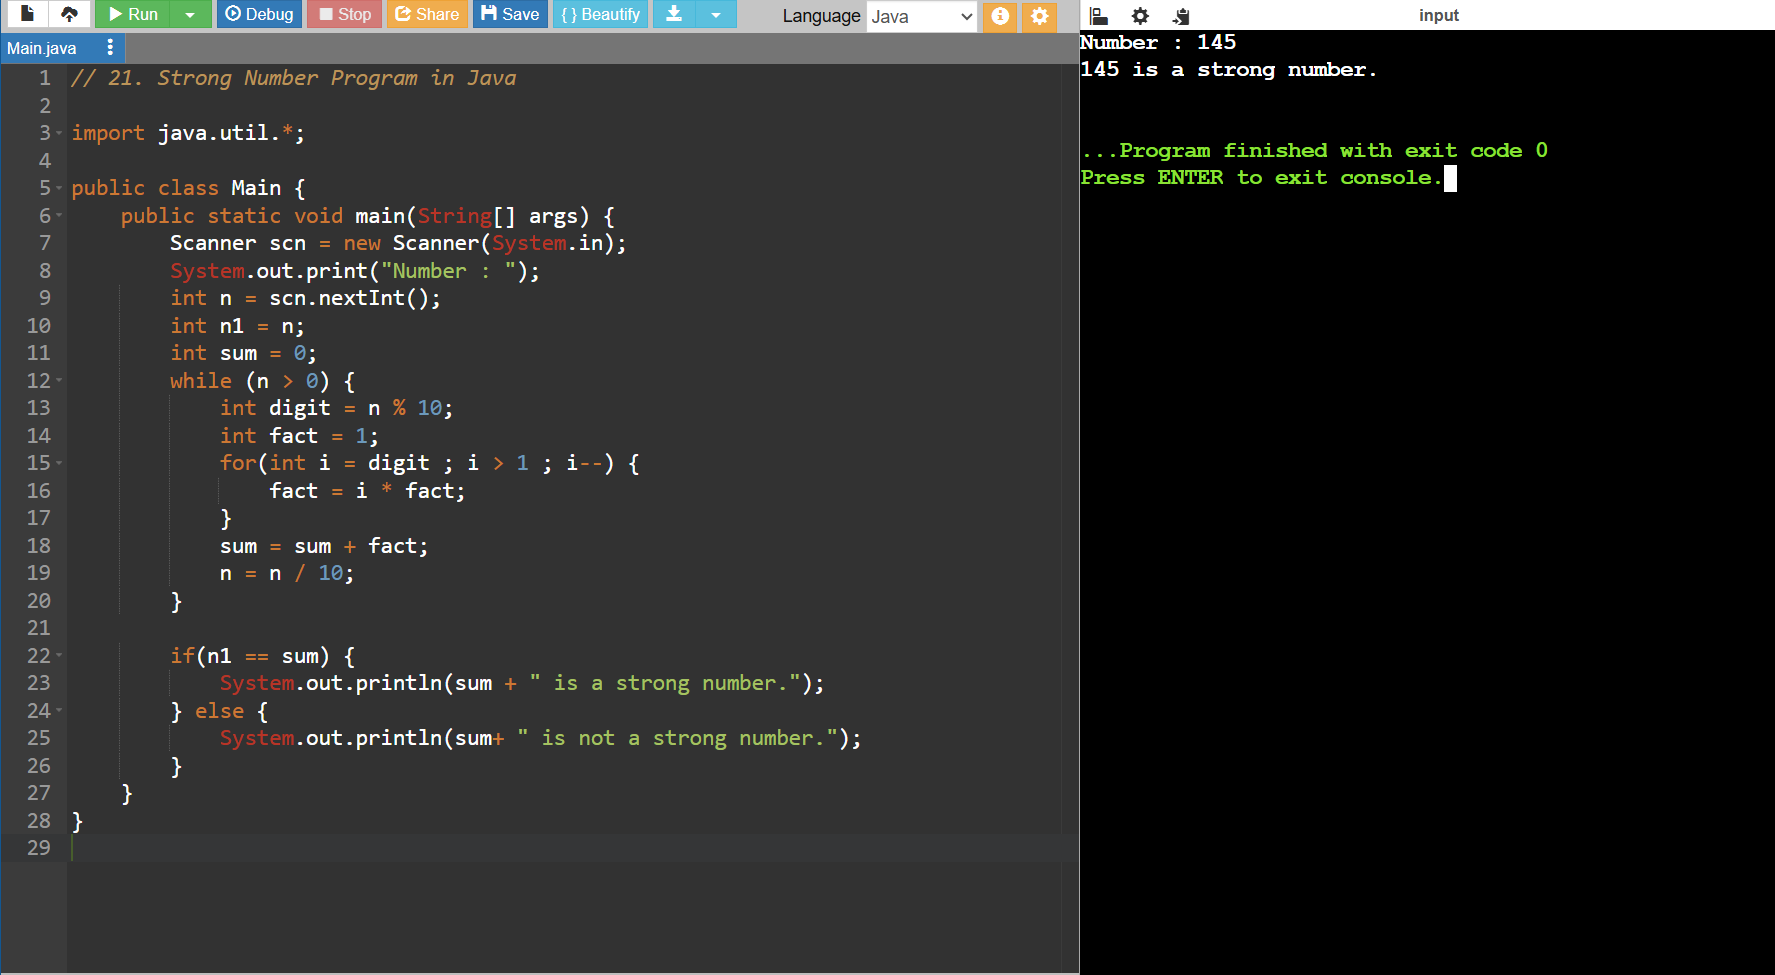 Run Debug Stop Share Save { } Beautify Language Java
Main.java
1 // 21. Strong Number Program in Java
2
3 import java.util.*;
4
5 public class Main {
6     public static void main(String[] args) {
7         Scanner scn = new Scanner(System.in);
8         System.out.print("Number : ");
9         int n = scn.nextInt();
10         int n1 = n;
11         int sum = 0;
12         while (n > 0) {
13             int digit = n % 10;
14             int fact = 1;
15             for(int i = digit ; i > 1 ; i--) {
16                 fact = i * fact;
17             }
18             sum = sum + fact;
19             n = n / 10;
20         }
21
22         if(n1 == sum) {
23             System.out.println(sum + " is a strong number.");
24         } else {
25             System.out.println(sum+ " is not a strong number.");
26         }
27     }
28 }
29
input
Number : 145
145 is a strong number.
...Program finished with exit code 0
Press ENTER to exit console.